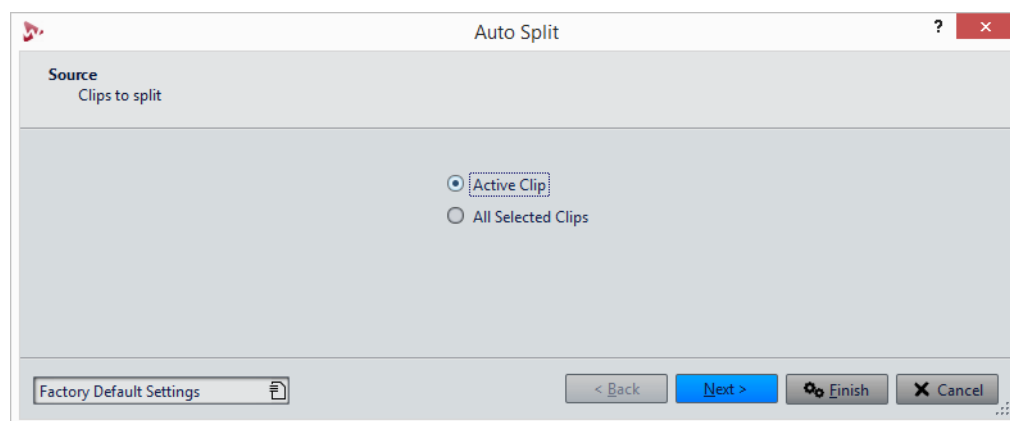 Auto Split ?
Source
Clips to split
Active Clip
All Selected Clips
Factory Default Settings < Back Next > Finish Cancel